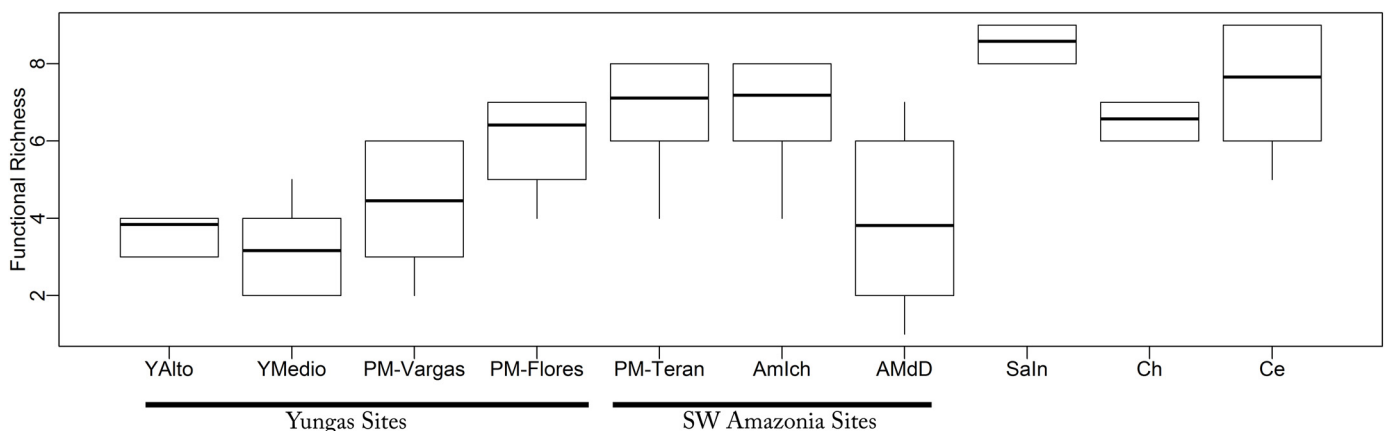 Functional Richness
8
6
4
2
YAlto YMedio PM-Vargas PM-Flores PM-Teran AmIch AMdD SaIn Ch Ce
Yungas Sites SW Amazonia Sites